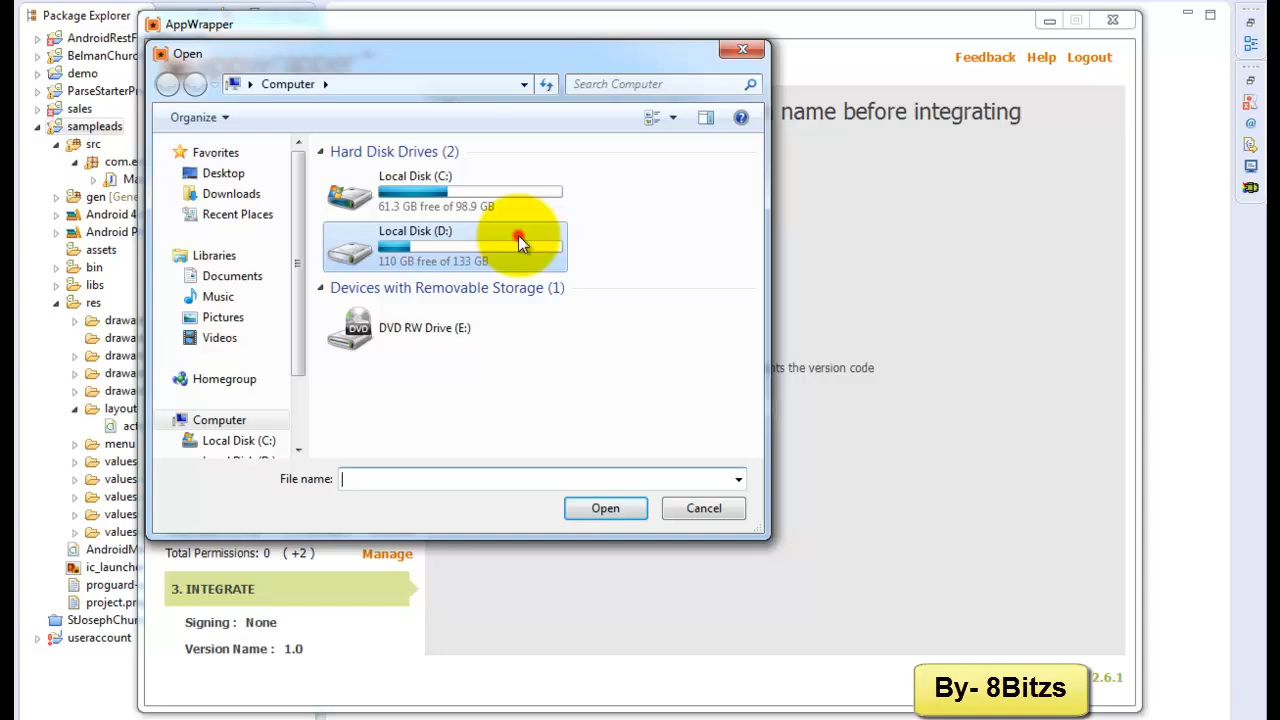 Package Explorer
AndroidRestF
BelmanChurc
demo
ParseStarterPr
sales
sampleads
src
com.e
Ma
gen [Gene
Android 4
Android P
assets
bin
libs
res
drawa
drawa
drawa
drawa
drawa
layout
act
menu
values
values
values
values
values
AndroidM
ic_launche
proguard-
project.pr
StJosephChur
useraccount
AppWrapper
Feedback Help Logout
name before integrating
nts the version code
Open
Computer
Search Computer
Organize
Favorites
Desktop
Downloads
Recent Places
Libraries
Documents
Music
Pictures
Videos
Homegroup
Computer
Local Disk (C:)
Hard Disk Drives (2)
Local Disk (C:)
61.3 GB free of 98.9 GB
Local Disk (D:)
110 GB free of 133 GB
Devices with Removable Storage (1)
DVD
DVD RW Drive (E:)
File name:
Open Cancel
Total Permissions: 0 ( +2 ) Manage
3. INTEGRATE
Signing : None
Version Name : 1.0
2.6.1
By- 8Bitzs